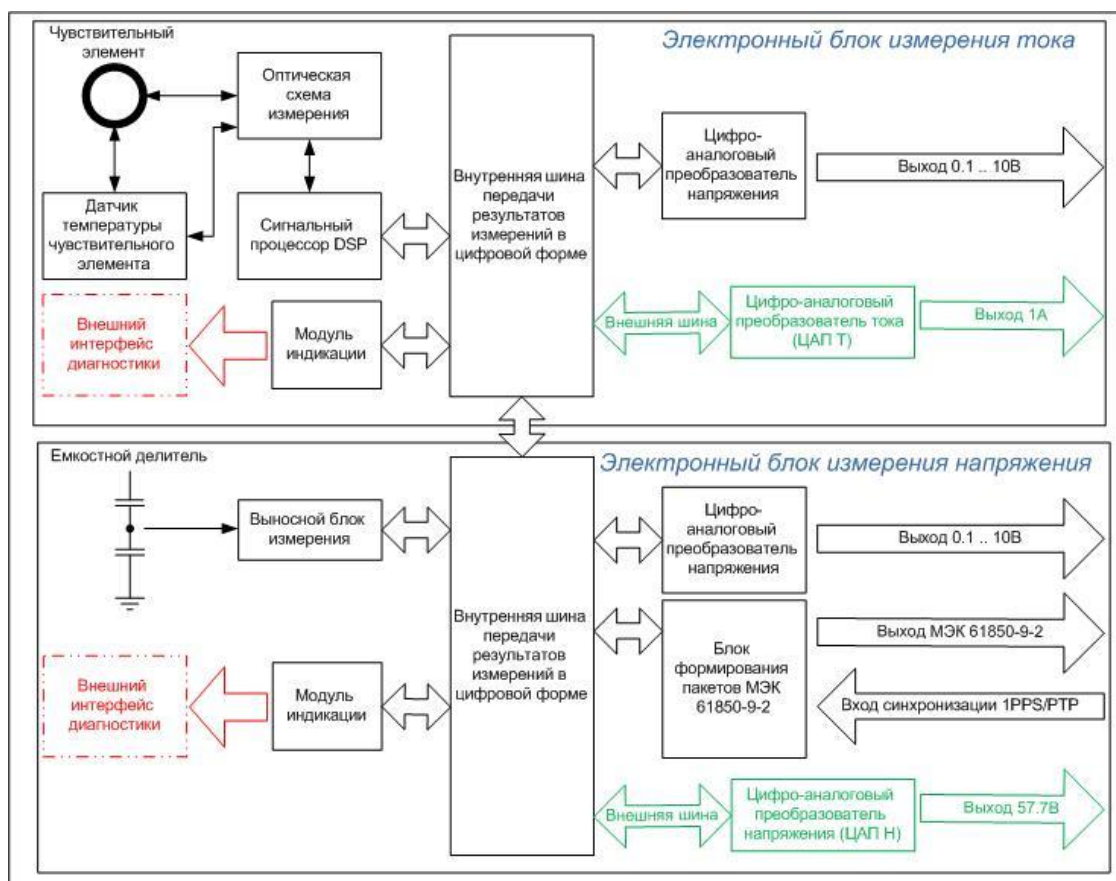 Чувствительный
элемент
Электронный блок измерения тока
Оптическая
схема
измерения
Цифро-
аналоговый
преобразователь
напряжения
Выход 0.1 .. 10В
Внутренняя шина
передачи
результатов
измерений в
цифровой форме
Датчик
температуры
чувствительного
элемента
Сигнальный
процессор DSP
Внешний
интерфейс
диагностики
Модуль
индикации
Внешняя шина
Цифро-аналоговый
преобразователь тока
(ЦАП Т)
Выход 1А
Емкостной делитель
Электронный блок измерения напряжения
Выносной блок
измерения
Цифро-
аналоговый
преобразователь
напряжения
Выход 0.1 .. 10В
Внутренняя шина
передачи
результатов
измерений в
цифровой форме
Блок
формирования
пакетов МЭК
61850-9-2
Выход МЭК 61850-9-2
Вход синхронизации 1PPS/PTP
Внешний
интерфейс
диагностики
Модуль
индикации
Внешняя шина
Цифро-аналоговый
преобразователь
напряжения (ЦАП Н)
Выход 57.7В